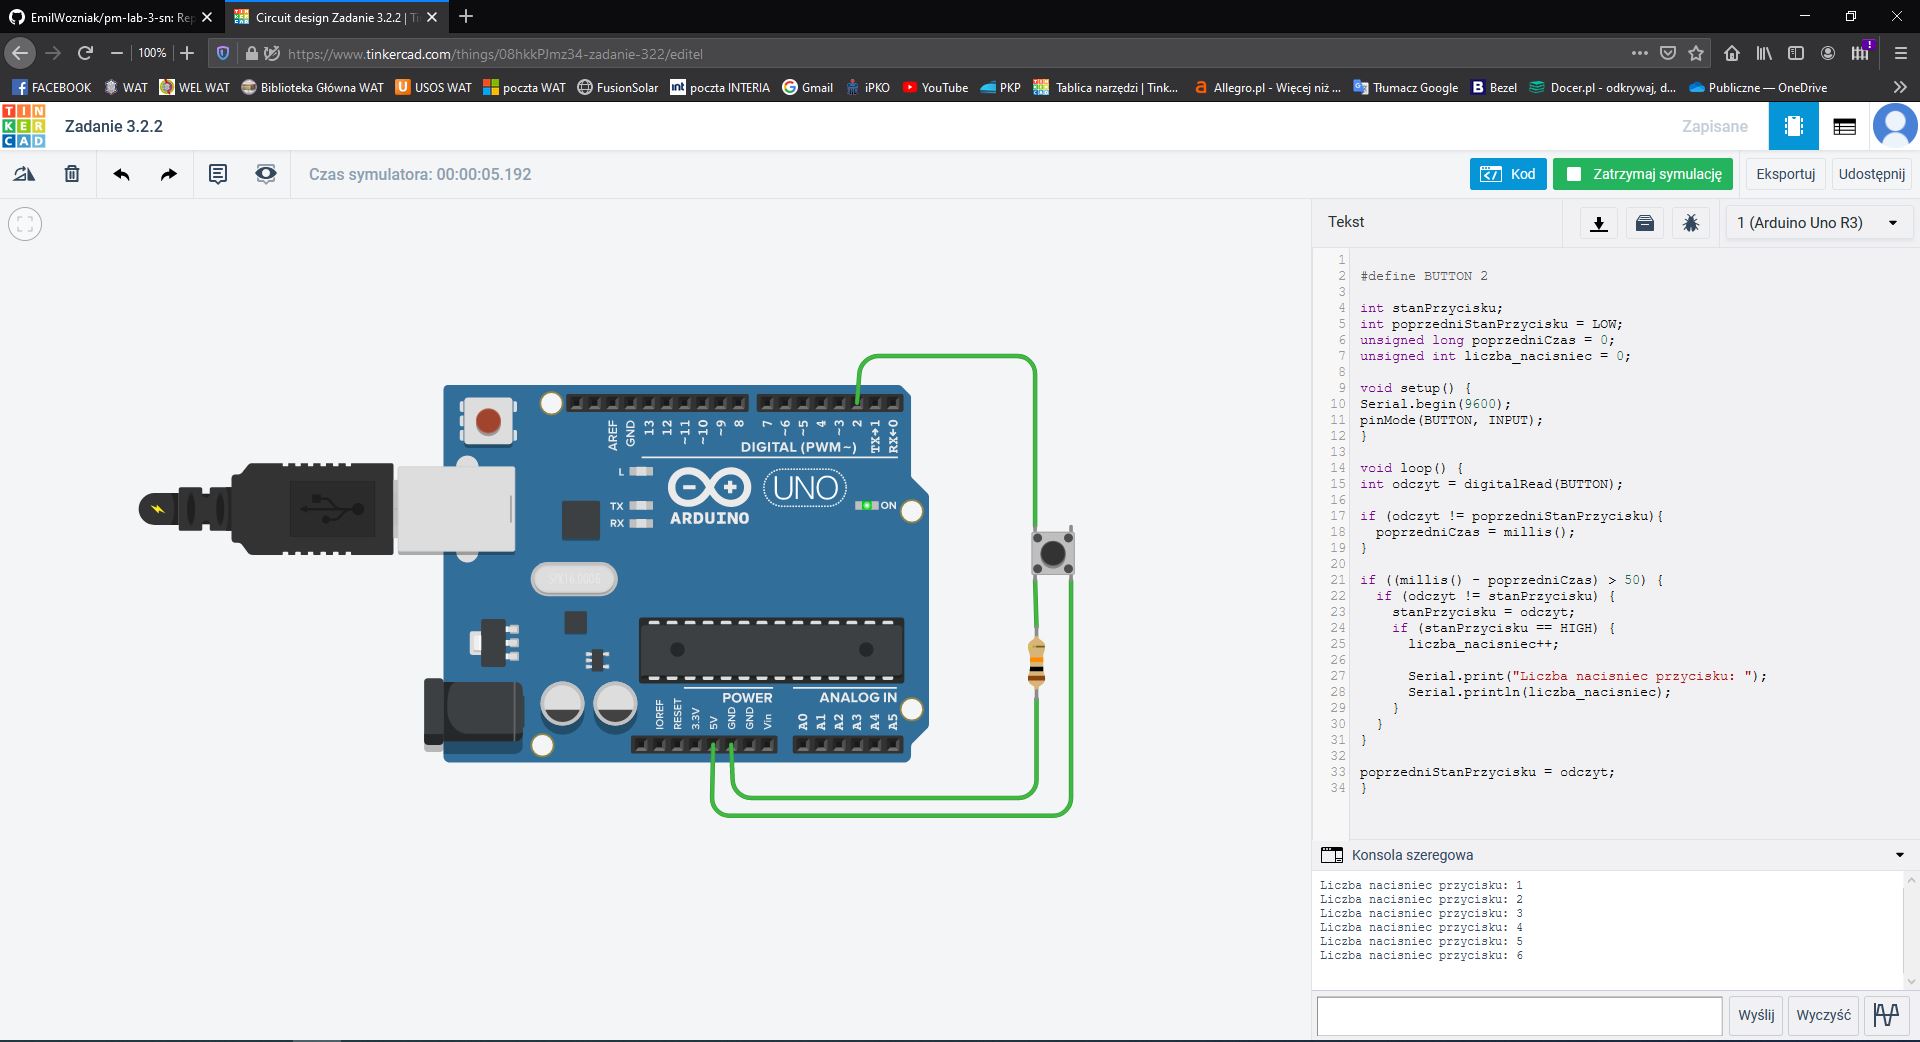 EmilWozniak/pm-lab-3-sn: Rep
Circuit design Zadanie 3.2.2 | Ti
100%
https://www.tinkercad.com/things/08hkkPJmz34-zadanie-322/editel
1
FACEBOOK
WAT
WEL WAT
Biblioteka Główna WAT
USOS WAT
poczta WAT
FusionSolar
int poczta INTERIA
Gmail
iPKO
YouTube
PKP
Tablica narzędzi | Tink...
Allegro.pl - Więcej niż ...
Tłumacz Google
Bezel
Docer.pl - odkrywaj, d...
Publiczne — OneDrive
TIN
KER
CAD
Zadanie 3.2.2
Zapisane
Czas symulatora: 00:00:05.192
Kod
Zatrzymaj symulację
Eksportuj
Udostępnij
Tekst
1 (Arduino Uno R3)
AREF
GND
13
12
~11
~10
~9
8
7
~6
~5
4
~3
2
TX→1
RX←0
DIGITAL (PWM~)
L
TX
RX
ARDUINO
UNO
ON
SPK16.000G
POWER
ANALOG IN
IOREF
RESET
3.3V
5V
GND
GND
Vin
A0
A1
A2
A3
A4
A5
1
2 #define BUTTON 2
3
4 int stanPrzycisku;
5 int poprzedniStanPrzycisku = LOW;
6 unsigned long poprzedniCzas = 0;
7 unsigned int liczba_nacisniec = 0;
8
9 void setup() {
10 Serial.begin(9600);
11 pinMode(BUTTON, INPUT);
12 }
13
14 void loop() {
15 int odczyt = digitalRead(BUTTON);
16
17 if (odczyt != poprzedniStanPrzycisku){
18 poprzedniCzas = millis();
19 }
20
21 if ((millis() - poprzedniCzas) > 50) {
22 if (odczyt != stanPrzycisku) {
23 stanPrzycisku = odczyt;
24 if (stanPrzycisku == HIGH) {
25 liczba_nacisniec++;
26
27 Serial.print("Liczba nacisniec przycisku: ");
28 Serial.println(liczba_nacisniec);
29 }
30 }
31 }
32
33 poprzedniStanPrzycisku = odczyt;
34 }
Konsola szeregowa
Liczba nacisniec przycisku: 1
Liczba nacisniec przycisku: 2
Liczba nacisniec przycisku: 3
Liczba nacisniec przycisku: 4
Liczba nacisniec przycisku: 5
Liczba nacisniec przycisku: 6
Wyślij
Wyczyść